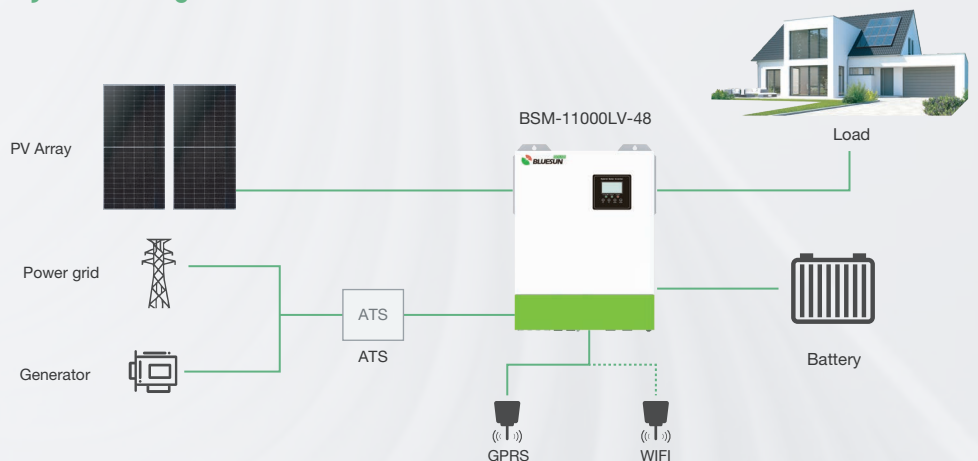 BSM-11000LV-48
BLUESUN
PV Array
Load
Power grid
ATS
ATS
Generator
Battery
GPRS
WIFI